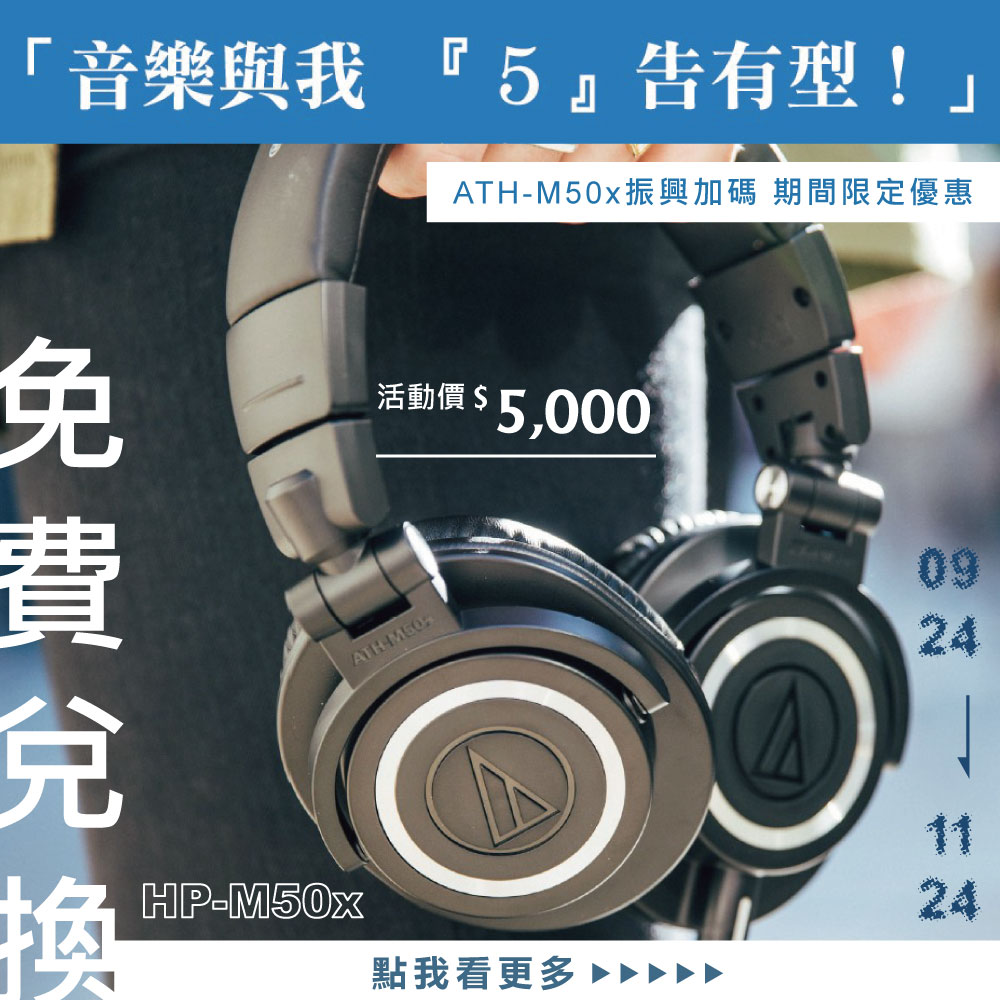 「音樂與我 『5』告有型!」
ATH-M50x振興加碼 期間限定優惠
活動價$5,000
免費兌換
HP-M50x
ATH-M50x
09
24
11
24
點我看更多